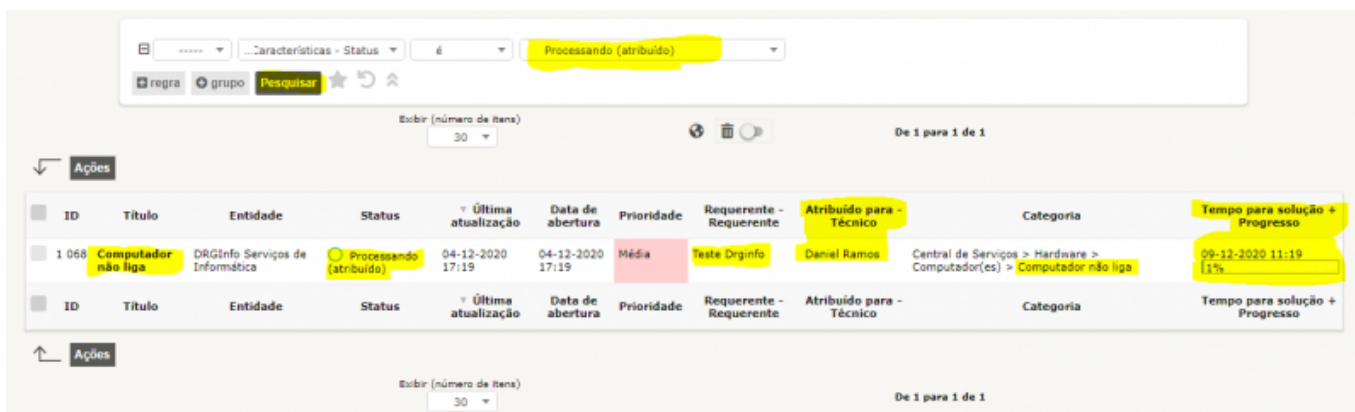 ----- ...Características - Status é Processando (atribuído)
regra grupo Pesquisar
Exibir (número de itens)
30 De 1 para 1 de 1
Ações
ID Título Entidade Status Última atualização Data de abertura Prioridade Requerente - Requerente Atribuído para - Técnico Categoria Tempo para solução + Progresso
1 068 Computador não liga DRGInfo Serviços de Informática Processando (atribuído) 04-12-2020 17:19 04-12-2020 17:19 Média Teste Drginfo Daniel Ramos Central de Serviços > Hardware > Computador(es) > Computador não liga 09-12-2020 11:19 1%
ID Título Entidade Status Última atualização Data de abertura Prioridade Requerente - Requerente Atribuído para - Técnico Categoria Tempo para solução + Progresso
Ações
Exibir (número de itens)
30 De 1 para 1 de 1